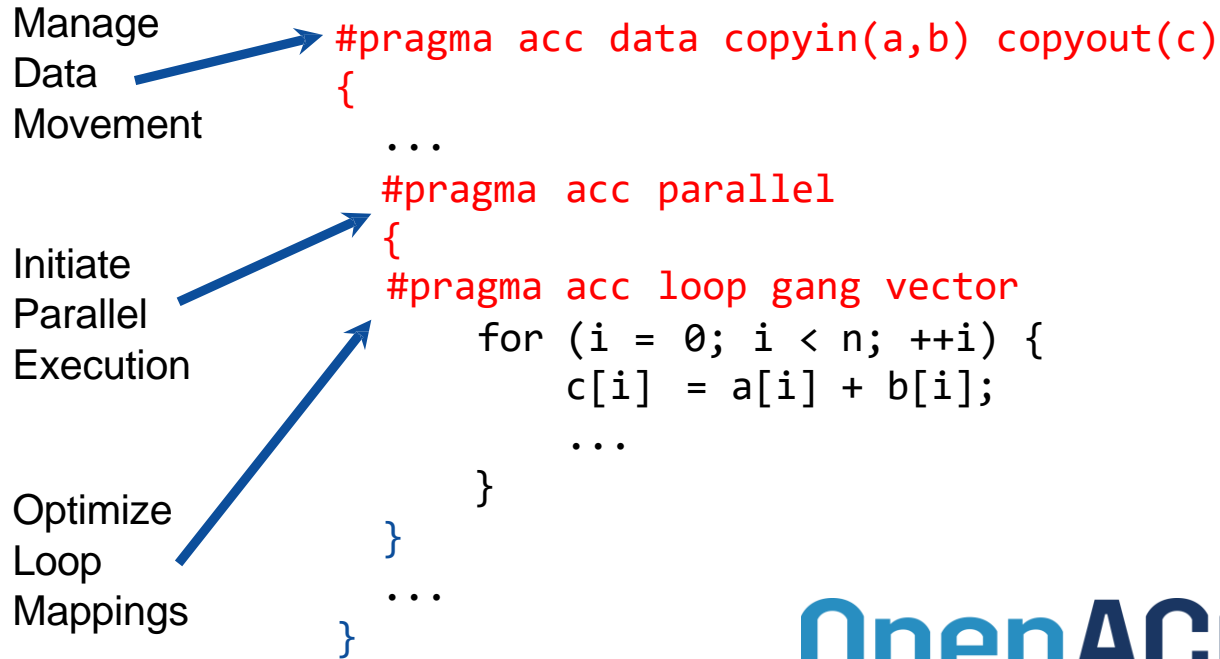 Manage
Data
Movement
#pragma acc data copyin(a,b) copyout(c)
{
...
#pragma acc parallel
{
Initiate
Parallel
Execution
#pragma acc loop gang vector
for (i = 0; i < n; ++i) {
c[i] = a[i] + b[i];
...
}
Optimize
Loop
Mappings
}
...
}
OpenAC